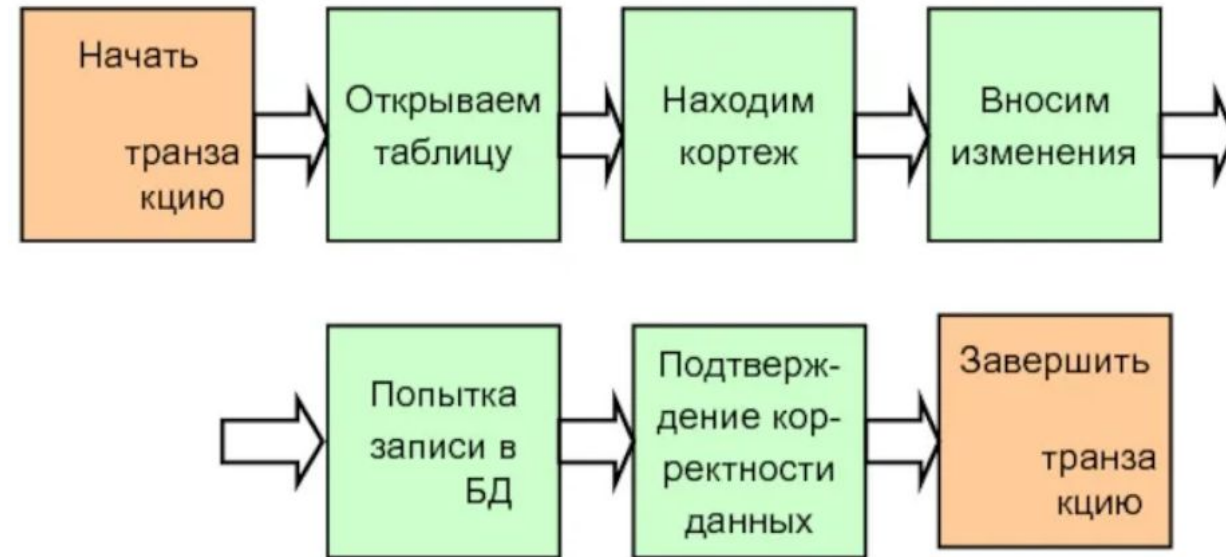 Начать
транза
кцию
Открываем
таблицу
Находим
кортеж
Вносим
изменения
Попытка
записи в
БД
Подтверж-
дение кор-
ректности
данных
Завершить
транза
кцию